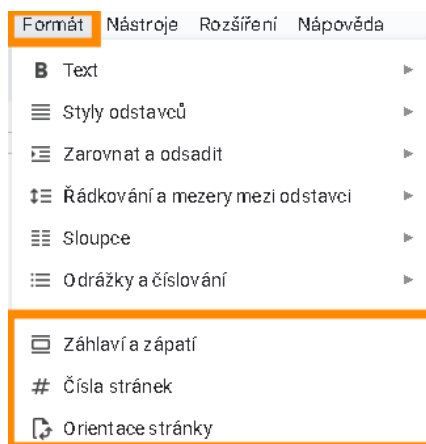 Formát Nástroje Rozšíření Nápověda
B Text
Styly odstavců
Zarovnat a odsadit
Řádkování a mezery mezi odstavci
Sloupce
Odrážky a číslování
Záhlaví a zápatí
# Čísla stránek
Orientace stránky